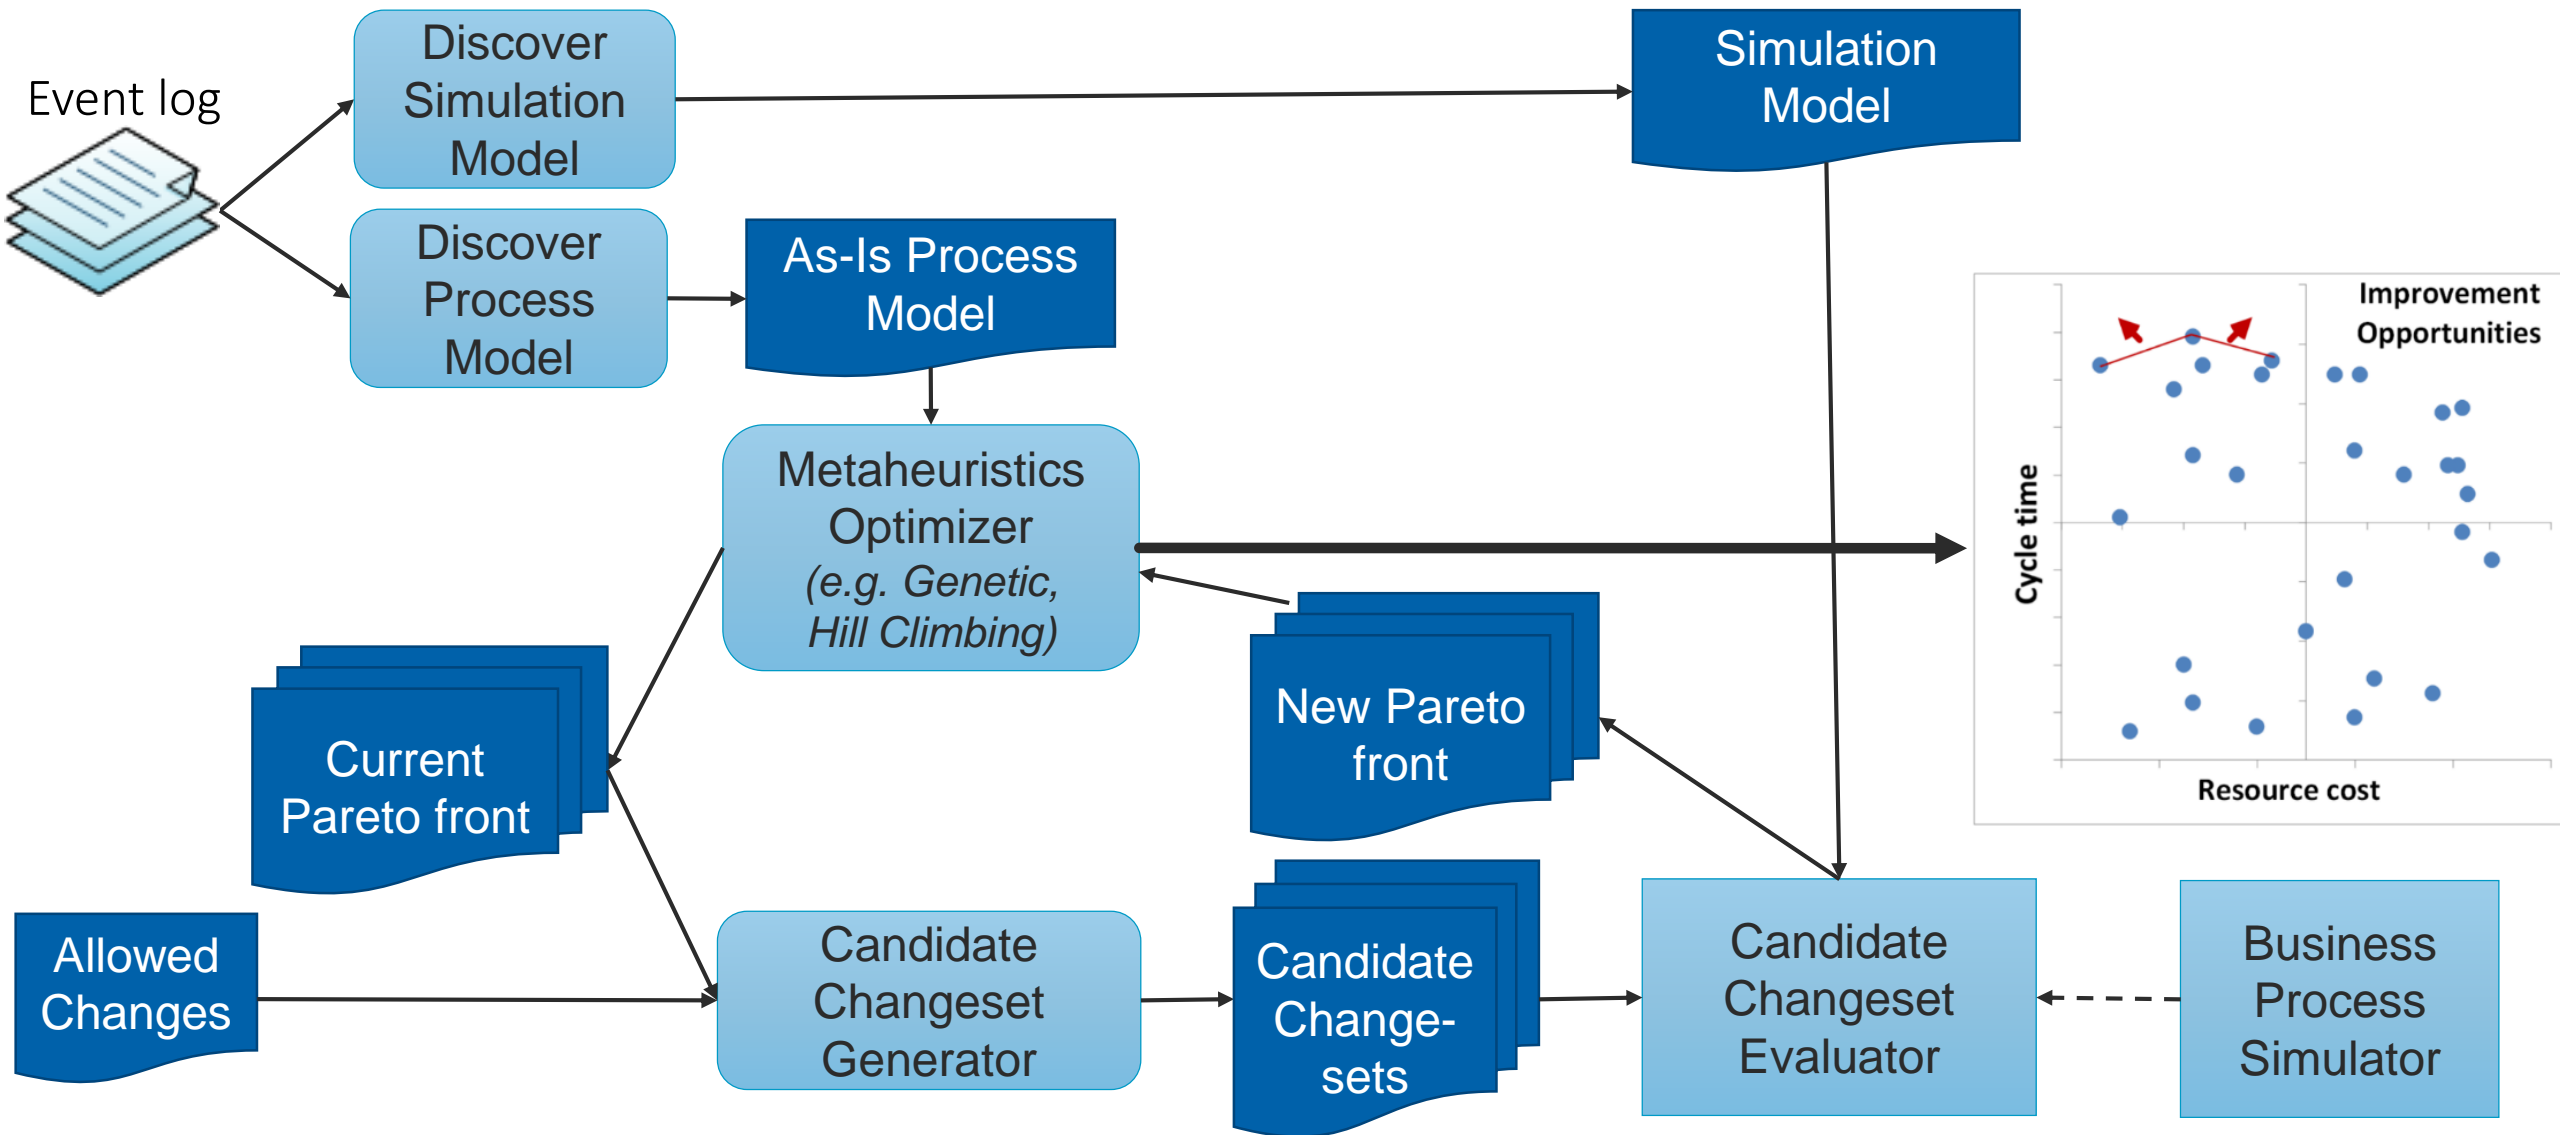 Event log
Discover
Simulation
Model
Simulation
Model
Discover
Process
Model
As-Is Process
Model
Metaheuristics
Optimizer
(e.g. Genetic,
Hill Climbing)
Improvement
Opportunities
Cycle time
Resource cost
Current
Pareto front
New Pareto
front
Allowed
Changes
Candidate
Changeset
Generator
Candidate
Change-
sets
Candidate
Changeset
Evaluator
Business
Process
Simulator